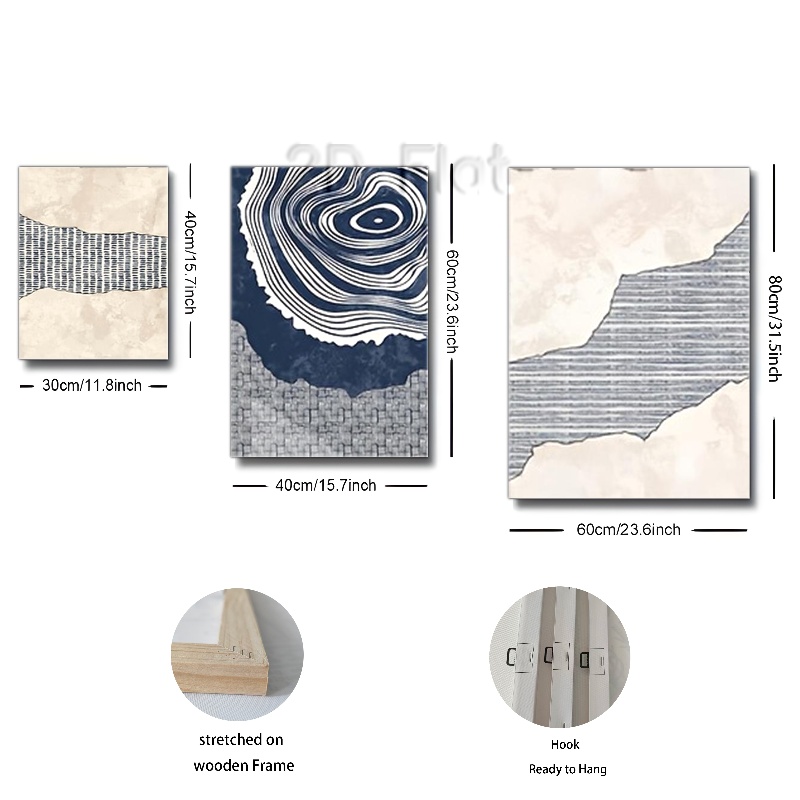 2D Flat
40cm/15.7inch
30cm/11.8inch
60cm/23.6inch
40cm/15.7inch
80cm/31.5inch
60cm/23.6inch
stretched on
wooden Frame
Hook
Ready to Hang